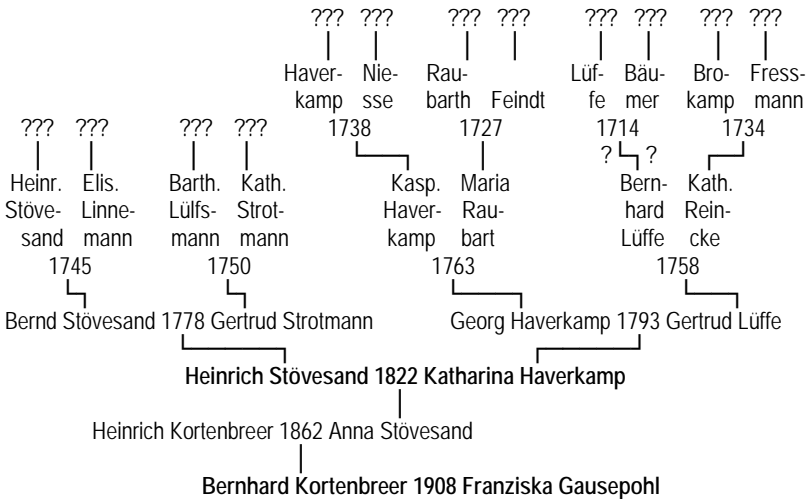 ??? ??? ??? ??? ??? ??? ??? ???
Haver- Nie- Rau- Lüf- Bäu- Bro- Fress-
kamp sse barth Feindt fe mer kamp mann
??? ??? ??? ??? 1738 1727 1714 1734
? ?
Heinr. Elis. Barth. Kath. Kasp. Maria Bern- Kath.
Stöve- Linne- Lülfs- Strot- Haver- Rau- hard Rein-
sand mann mann mann kamp bart Lüffe cke
1745 1750 1763 1758
Bernd Stövesand 1778 Gertrud Strotmann Georg Haverkamp 1793 Gertrud Lüffe
Heinrich Stövesand 1822 Katharina Haverkamp
Heinrich Kortenbreer 1862 Anna Stövesand
Bernhard Kortenbreer 1908 Franziska Gausepohl